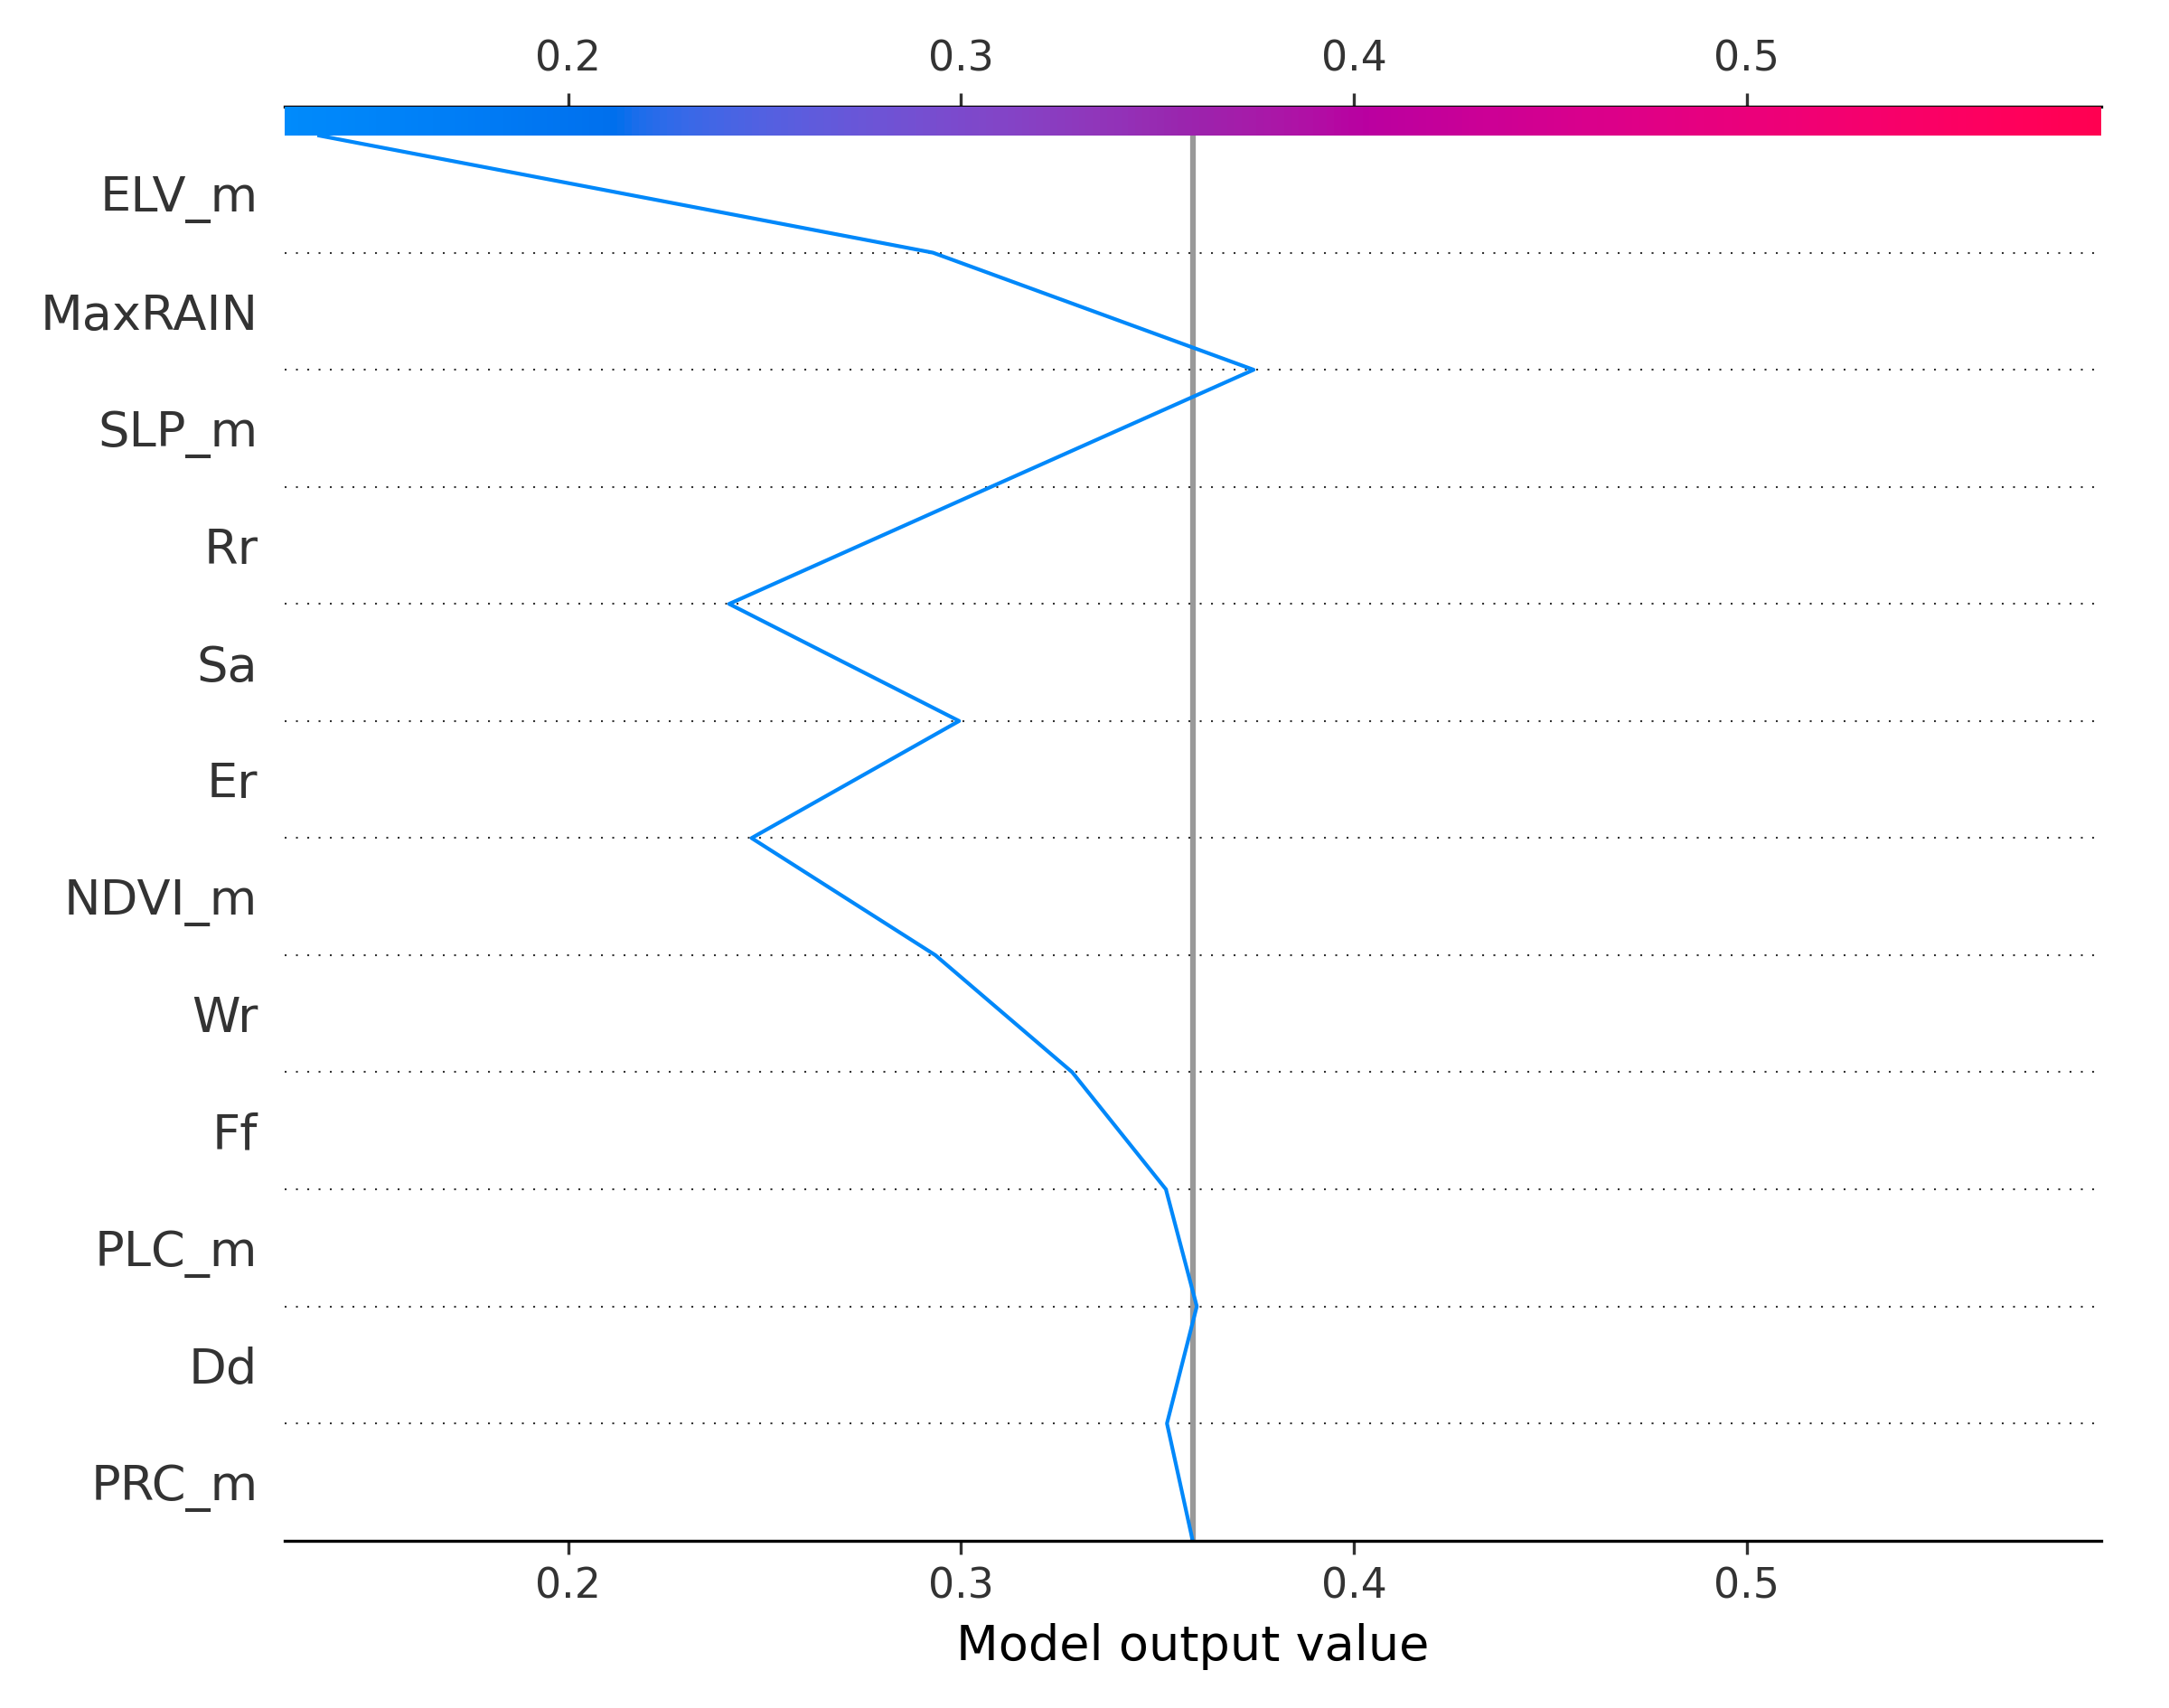 0.2 0.3 0.4 0.5
ELV_m
MaxRAIN
SLP_m
Rr
Sa
Er
NDVI_m
Wr
Ff
PLC_m
Dd
PRC_m
0.2 0.3 0.4 0.5
Model output value